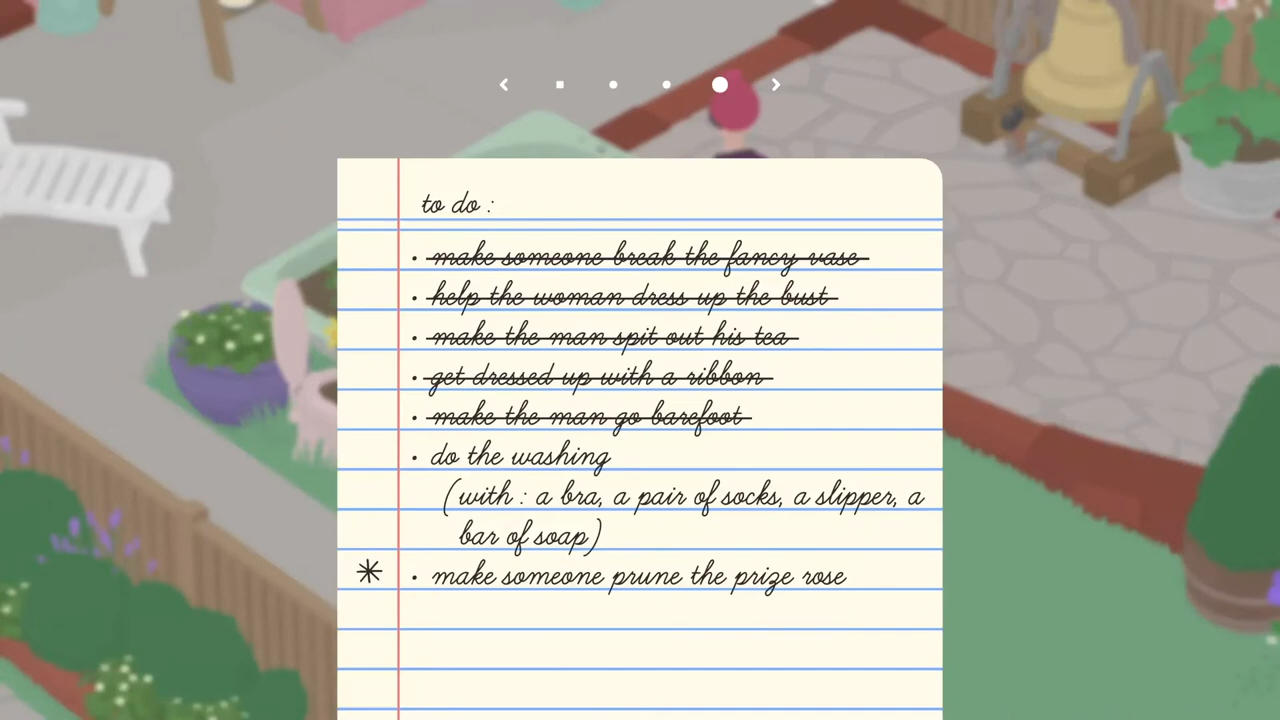 to do :
· make someone break the fancy vase
· help the woman dress up the bust
· make the man spit out his tea
· get dressed up with a ribbon
· make the man go barefoot
· do the washing
(with : a bra, a pair of socks, a slipper, a
bar of soap)
· make someone prune the prize rose